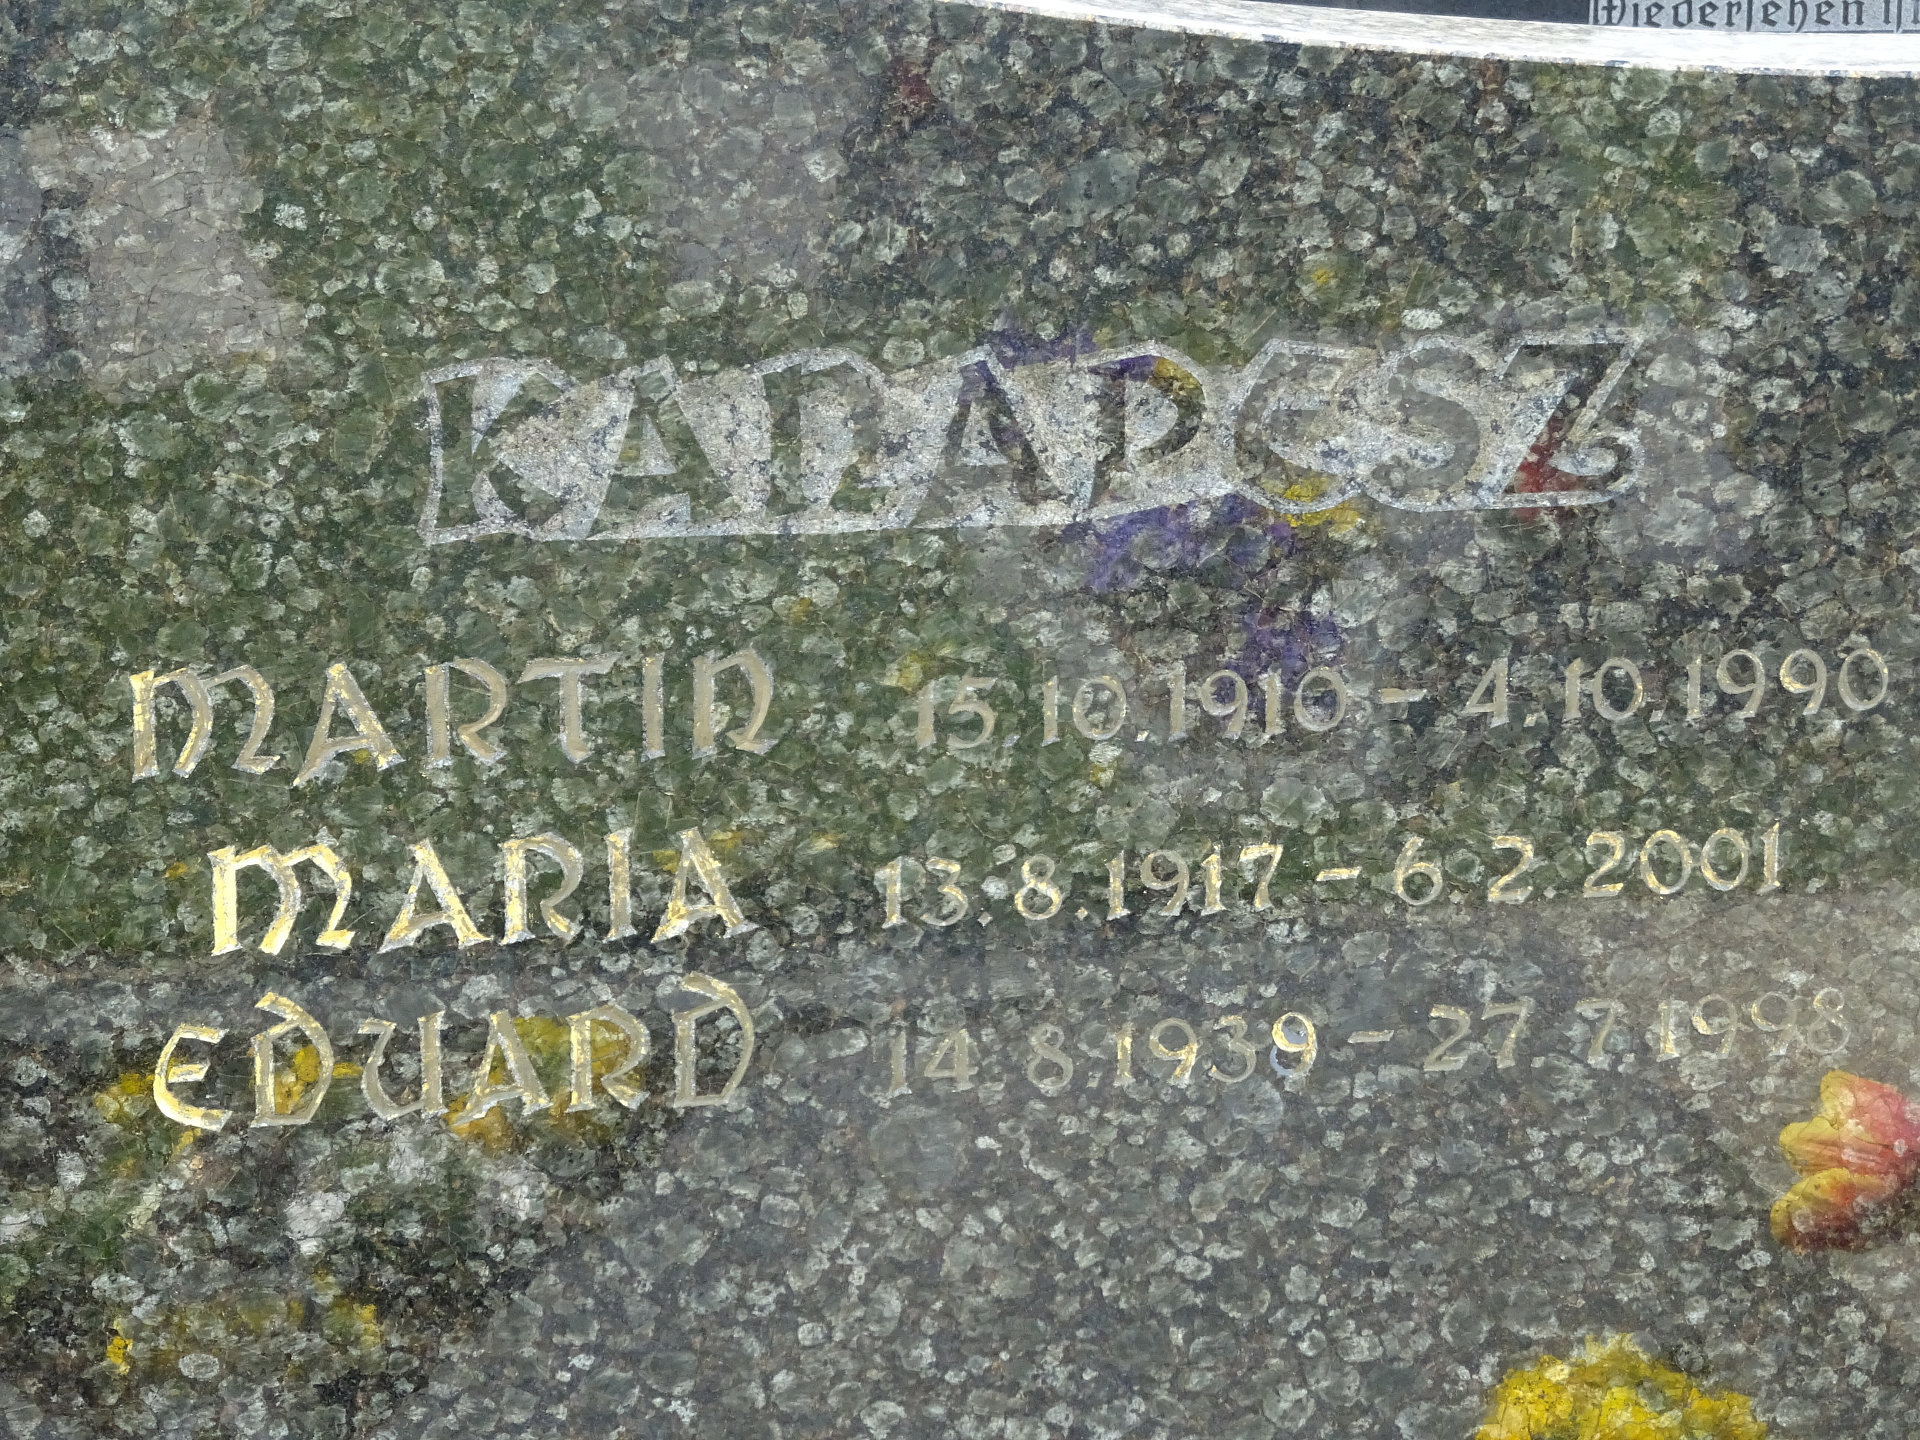 Wiedersehen
MARTIN 15.10.1910 – 4.10.1990
MARIA 13.8.1917 – 6.2.2001
EDUARD 14.8.1939 – 27 7 1998